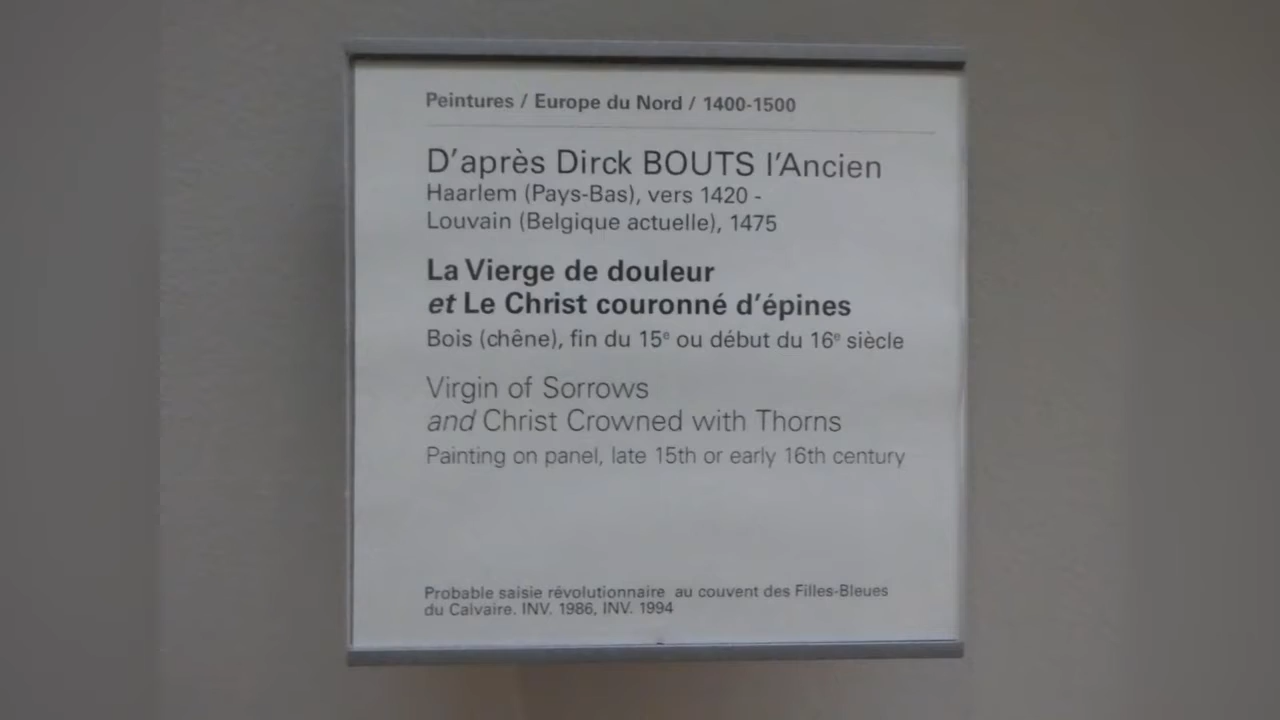 Peintures / Europe du Nord / 1400-1500
D'après Dirck BOUTS l'Ancien
Haarlem (Pays-Bas), vers 1420 -
Louvain (Belgique actuelle), 1475
La Vierge de douleur
et Le Christ couronné d'épines
Bois (chêne), fin du 15e ou début du 16e siècle
Virgin of Sorrows
and Christ Crowned with Thorns
Painting on panel, late 15th or early 16th century
Probable saisie révolutionnaire au couvent des Filles-Bleues
du Calvaire. INV. 1986, INV. 1994